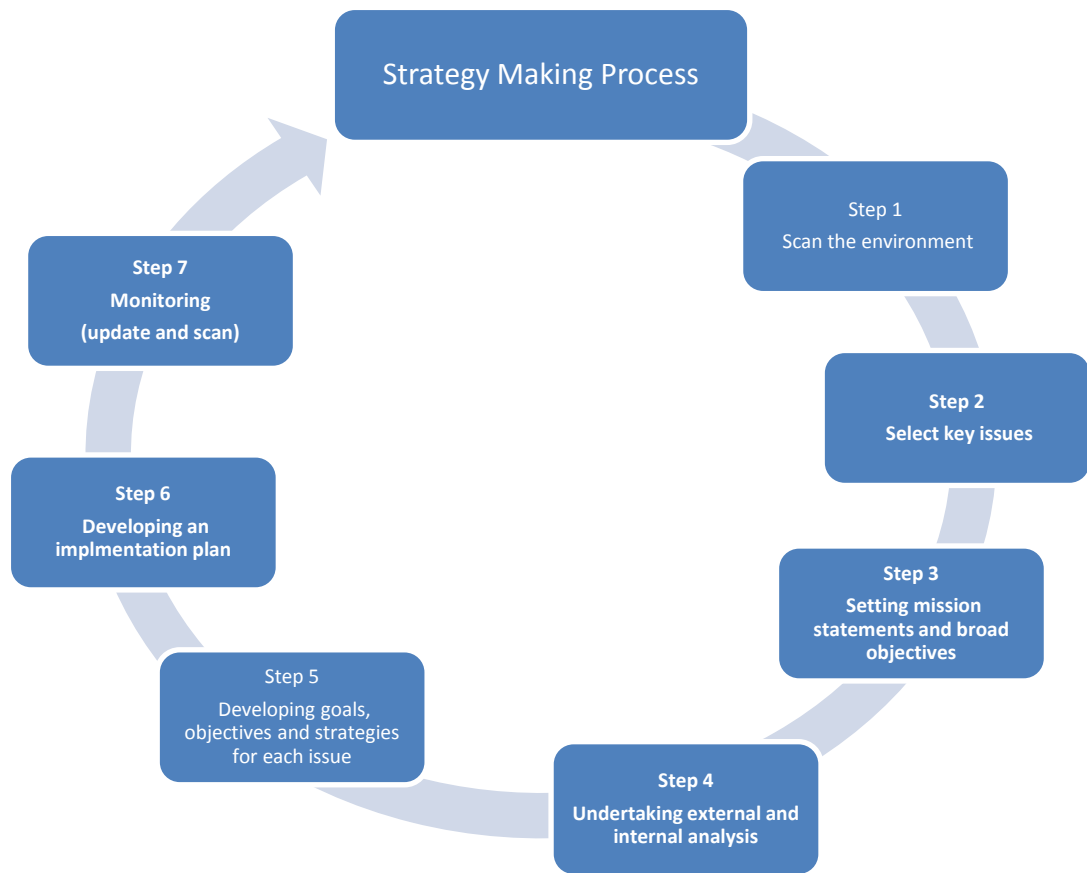 Strategy Making Process
Step 1
Scan the environment
Step 2
Select key issues
Step 3
Setting mission
statements and broad
objectives
Step 4
Undertaking external and
internal analysis
Step 5
Developing goals,
objectives and strategies
for each issue
Step 6
Developing an
implmentation plan
Step 7
Monitoring
(update and scan)